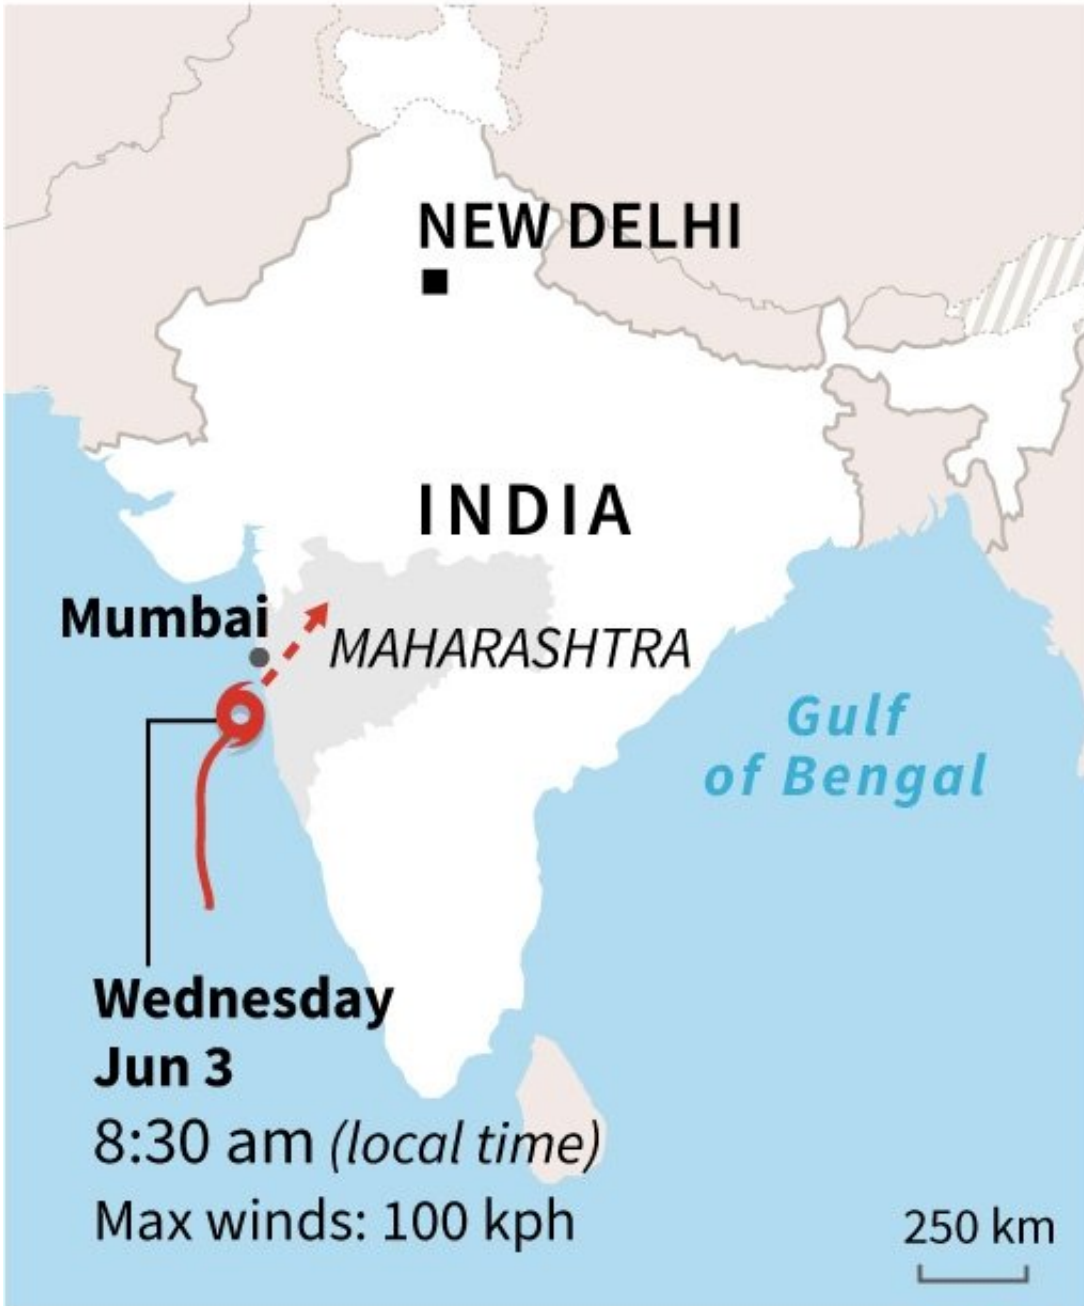 NEW DELHI
INDIA
Mumbai
MAHARASHTRA
Gulf
of Bengal
Wednesday
Jun 3
8:30 am (local time)
Max winds: 100 kph
250 km